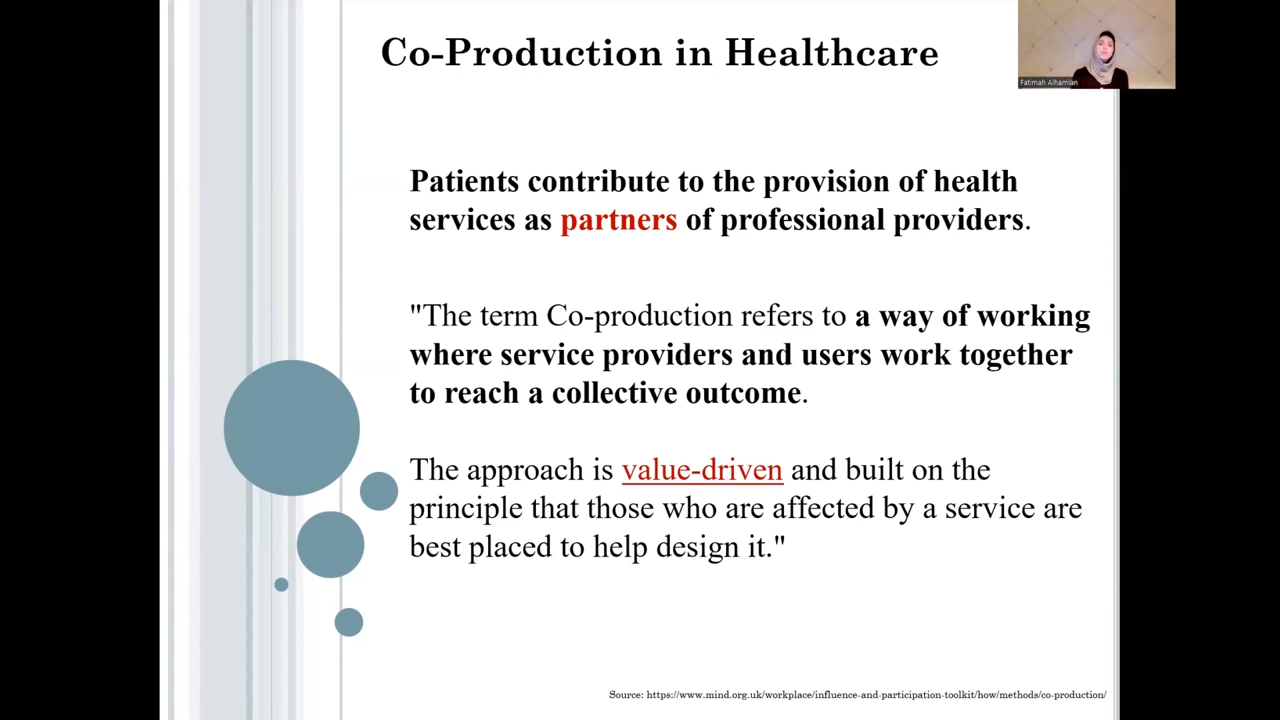 Co-Production in Healthcare
Fatimah Alhamlan
Patients contribute to the provision of health
services as partners of professional providers.
"The term Co-production refers to a way of working
where service providers and users work together
to reach a collective outcome.
The approach is value-driven and built on the
principle that those who are affected by a service are
best placed to help design it."
Source: https://www.mind.org.uk/workplace/influence-and-participation-toolkit/how/methods/co-production/